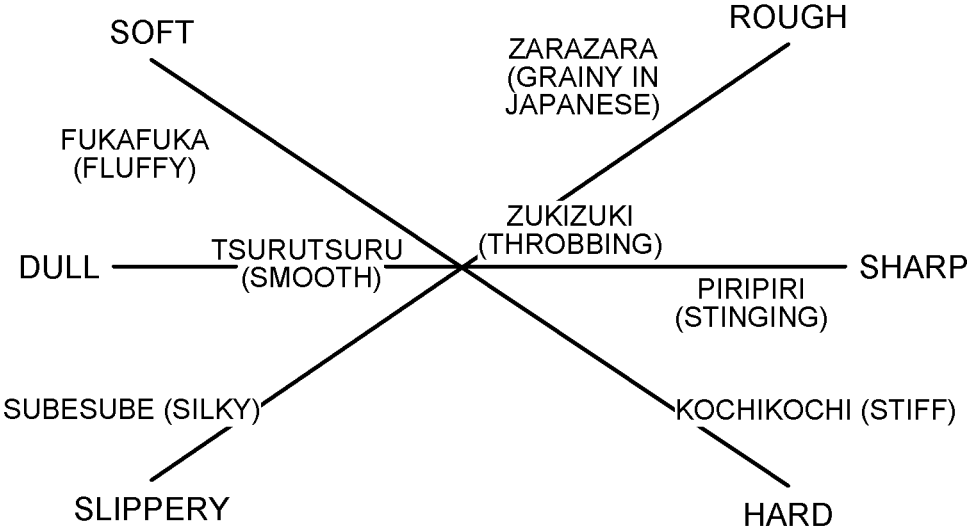 SOFT
ROUGH
ZARAZARA
(GRAINY IN
JAPANESE)
FUKAFUKA
(FLUFFY)
ZUKIZUKI
(THROBBING)
DULL
TSURUTSURU
(SMOOTH)
SHARP
PIRIPIRI
(STINGING)
SUBESUBE (SILKY)
KOCHIKOCHI (STIFF)
SLIPPERY
HARD